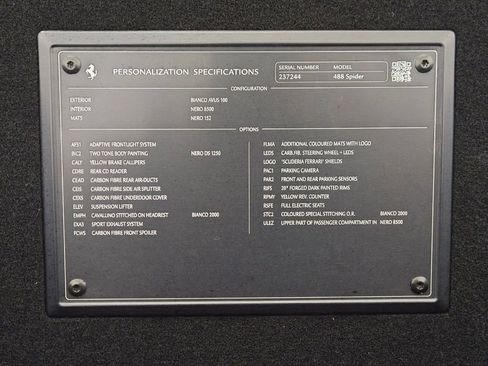 PERSONALIZATION SPECIFICATIONS
SERIAL NUMBER MODEL
237244 488 Spider
CONFIGURATION
EXTERIOR BIANCO AVUS 100
INTERIOR NERO 8500
MATS NERO 152
OPTIONS
AFS1 ADAPTIVE FRONTLIGHT SYSTEM
INC2 TWO TONE BODY PAINTING NERO DS 1250
CALY YELLOW BRAKE CALLIPERS
CDRE REAR CD READER
CEAD CARBON FIBRE REAR AIR-DUCTS
CEIS CARBON FIBRE SIDE AIR SPLITTER
CEXS CARBON FIBRE UNDERDOOR COVER
ELEV SUSPENSION LIFTER
EMPH CAVALLINO STITCHED ON HEADREST BIANCO 2000
EXA3 SPORT EXHAUST SYSTEM
FCWS CARBON FIBRE FRONT SPOILER
FLMA ADDITIONAL COLOURED MATS WITH LOGO
LEDS CARB.FIB. STEERING WHEEL + LEDS
LOGO "SCUDERIA FERRARI" SHIELDS
PAC1 PARKING CAMERA
PAR2 FRONT AND REAR PARKING SENSORS
RIFS 20" FORGED DARK PAINTED RIMS
RPMY YELLOW REV. COUNTER
RSFE FULL ELECTRIC SEATS
STC2 COLOURED SPECIAL STITCHING O.R. BIANCO 2000
ULEZ UPPER PART OF PASSENGER COMPARTMENT IN NERO 8500